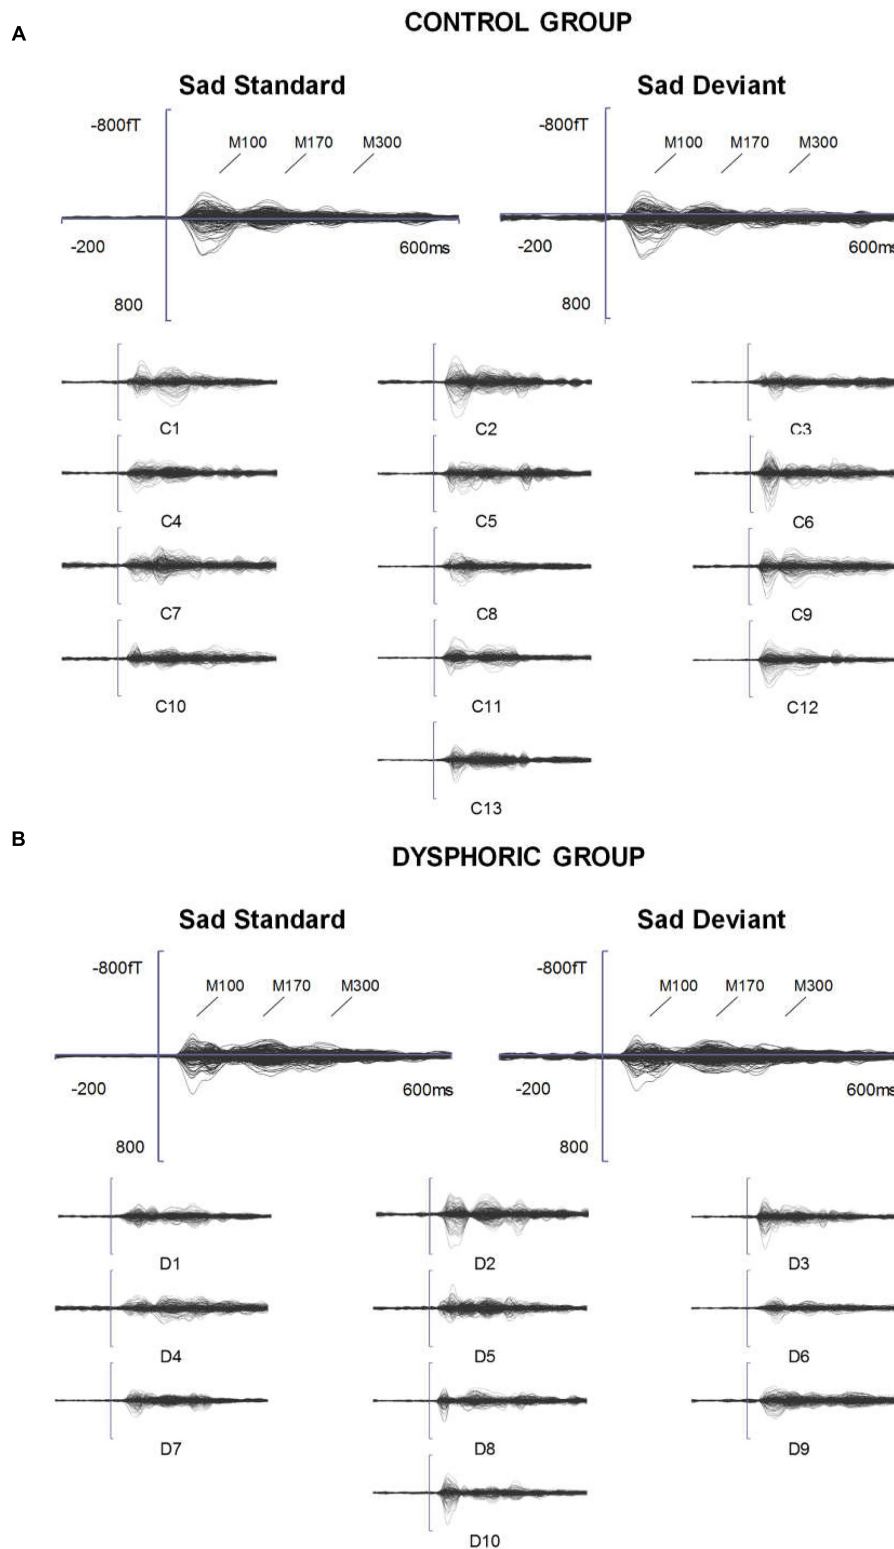 A
CONTROL GROUP
Sad Standard Sad Deviant
-800fT -800fT
M100 M170 M300 M100 M170 M300
-200 600ms -200 600ms
800 800
C1 C2 C3
C4 C5 C6
C7 C8 C9
C10 C11 C12
C13
B
DYSPHORIC GROUP
Sad Standard Sad Deviant
-800fT -800fT
M100 M170 M300 M100 M170 M300
-200 600ms -200 600ms
800 800
D1 D2 D3
D4 D5 D6
D7 D8 D9
D10